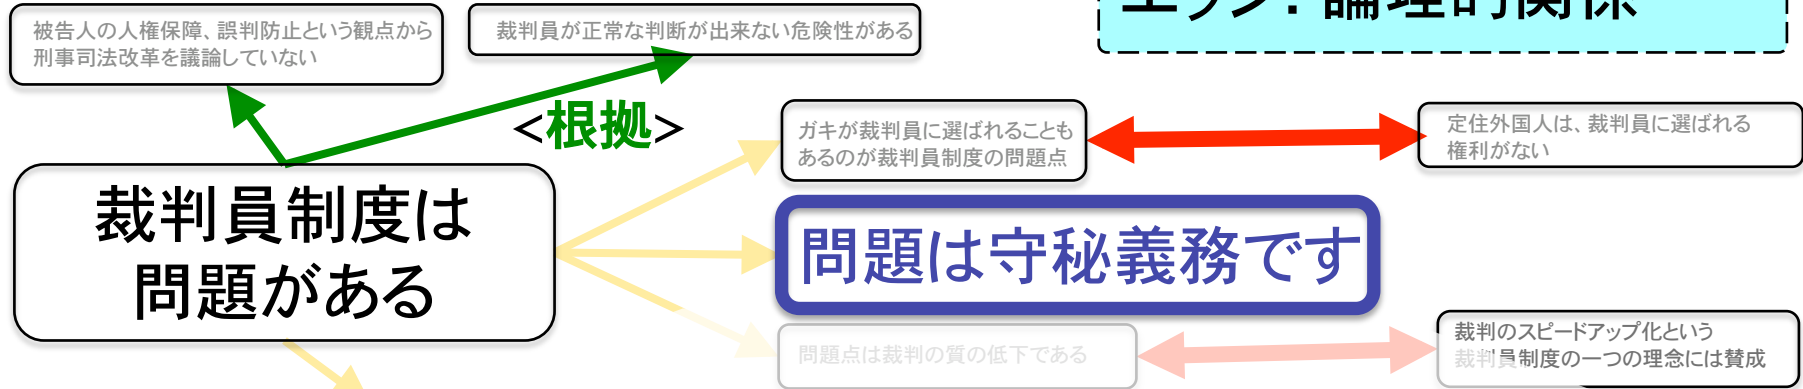 被告人の人権保障、誤判防止という観点から
刑事司法改革を議論していない
裁判員が正常な判断が出来ない危険性がある
エッジ：論理的関係
<根拠>
ガキが裁判員に選ばれることも
あるのが裁判員制度の問題点
定住外国人は、裁判員に選ばれる
権利がない
裁判員制度は
問題がある
問題は守秘義務です
問題点は裁判の質の低下である
裁判のスピードアップ化という
裁判員制度の一つの理念には賛成